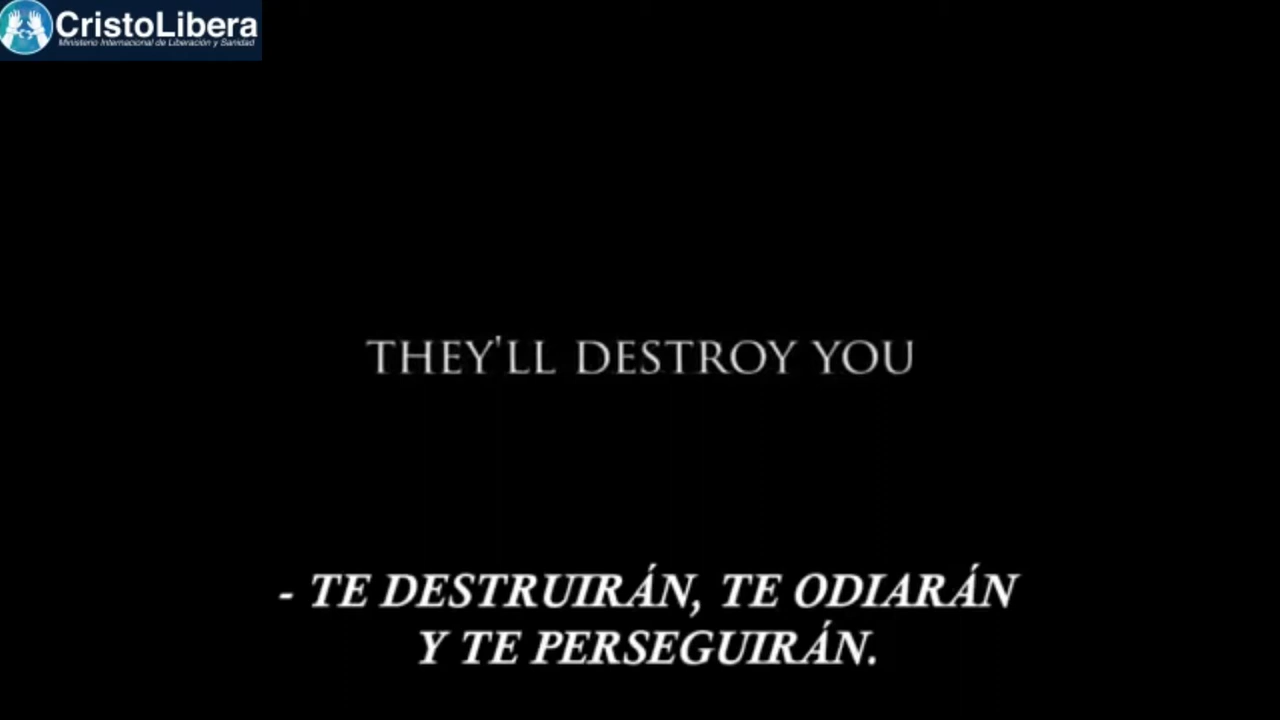 CristoLibera
Ministerio Internacional de Liberación y Sanidad
THEY'LL DESTROY YOU
- TE DESTRUIRÁN, TE ODIARÁN
Y TE PERSEGUIRÁN.